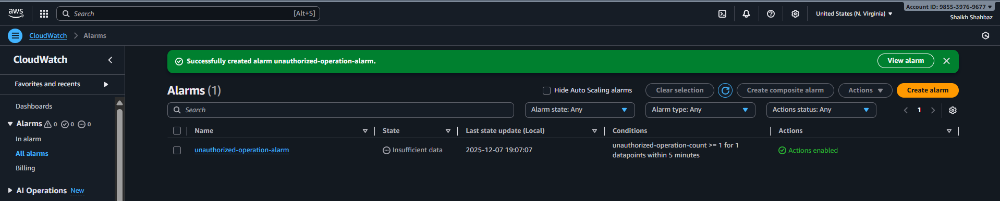 aws
Search [Alt+S]
United States (N. Virginia)
Account ID: 9855-3976-9677
Shaikh Shahbaz
CloudWatch > Alarms
CloudWatch
Favorites and recents
Dashboards
Alarms 0 0 0
In alarm
All alarms
Billing
AI Operations New
Successfully created alarm unauthorized-operation-alarm.
View alarm
Alarms (1)
Hide Auto Scaling alarms
Clear selection
Create composite alarm
Actions
Create alarm
Search
Alarm state: Any
Alarm type: Any
Actions status: Any
1
Name
State
Last state update (Local)
Conditions
Actions
unauthorized-operation-alarm
Insufficient data
2025-12-07 19:07:07
unauthorized-operation-count >= 1 for 1
datapoints within 5 minutes
Actions enabled